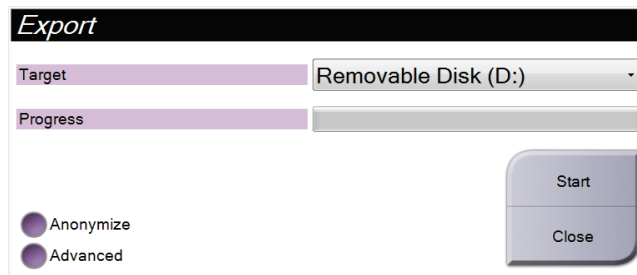 Export
Target
Removable Disk (D:)
Progress
Start
Anonymize
Close
Advanced